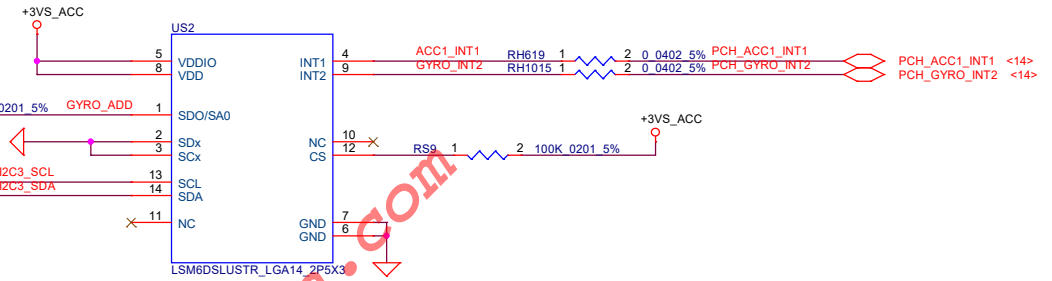 +3VS_ACC
US2
5 VDDIO
8 VDD
0201_5% GYRO_ADD 1 SDO/SA0
2 SDx
3 SCx
I2C3_SCL 13 SCL
I2C3_SDA 14 SDA
11 NC
INT1 4 ACC1_INT1 RH619 1 2 0_0402_5% PCH_ACC1_INT1 PCH_ACC1_INT1 <14>
INT2 9 GYRO_INT2 RH1015 1 2 0_0402_5% PCH_GYRO_INT2 PCH_GYRO_INT2 <14>
+3VS_ACC
NC 10
CS 12 RS9 1 2 100K_0201_5%
GND 7
GND 6
LSM6DSLUSTR_LGA14_2P5X3
.com